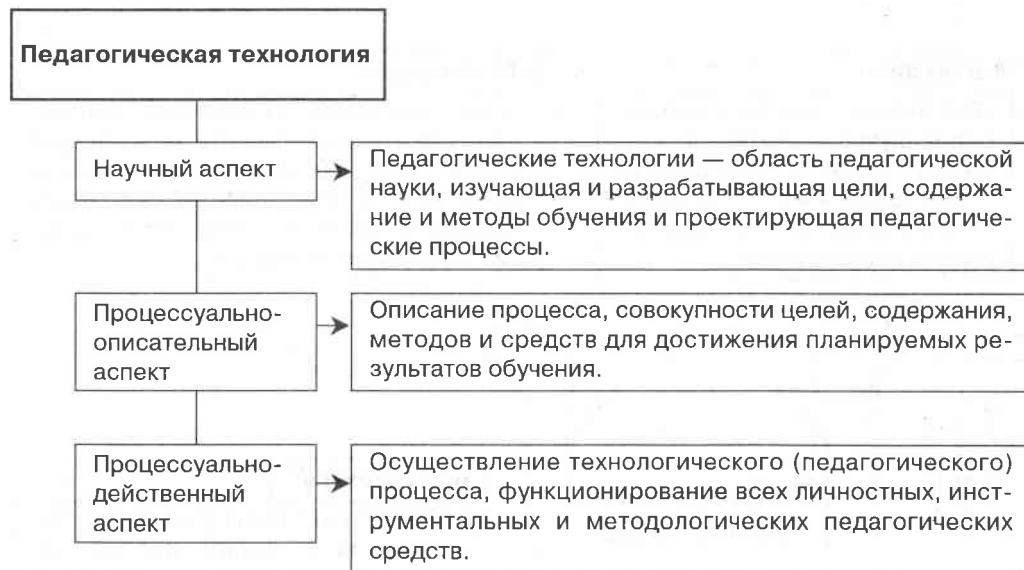 Педагогическая технология
Научный аспект
Педагогические технологии — область педагогической
науки, изучающая и разрабатывающая цели, содержа-
ние и методы обучения и проектирующая педагогиче-
ские процессы.
Процессуально-
описательный
аспект
Описание процесса, совокупности целей, содержания,
методов и средств для достижения планируемых ре-
зультатов обучения.
Процессуально-
действенный
аспект
Осуществление технологического (педагогического)
процесса, функционирование всех личностных, инст-
рументальных и методологических педагогических
средств.